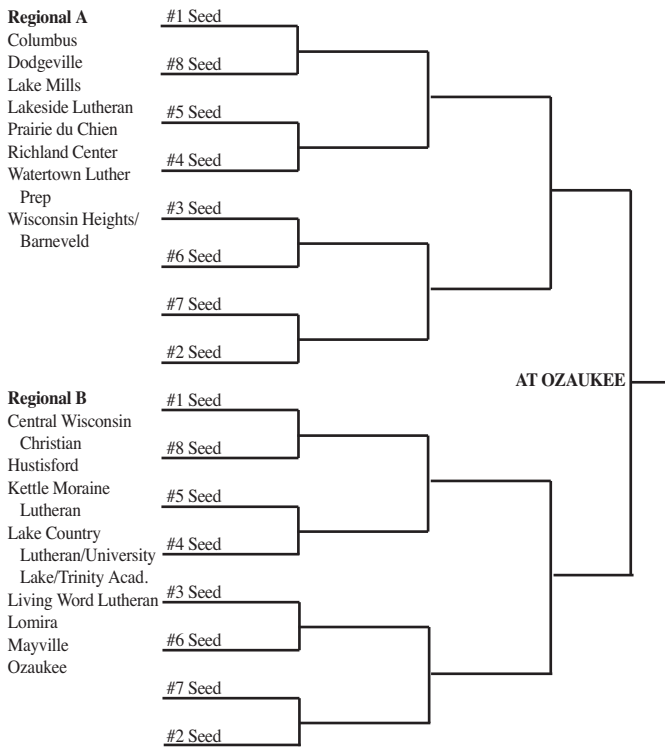 Regional A
Columbus
Dodgeville
Lake Mills
Lakeside Lutheran
Prairie du Chien
Richland Center
Watertown Luther
Prep
Wisconsin Heights/
Barneveld
#1 Seed
#8 Seed
#5 Seed
#4 Seed
#3 Seed
#6 Seed
#7 Seed
#2 Seed
AT OZAUKEE
Regional B
Central Wisconsin
Christian
Hustisford
Kettle Moraine
Lutheran
Lake Country
Lutheran/University
Lake/Trinity Acad.
Living Word Lutheran
Lomira
Mayville
Ozaukee
#1 Seed
#8 Seed
#5 Seed
#4 Seed
#3 Seed
#6 Seed
#7 Seed
#2 Seed